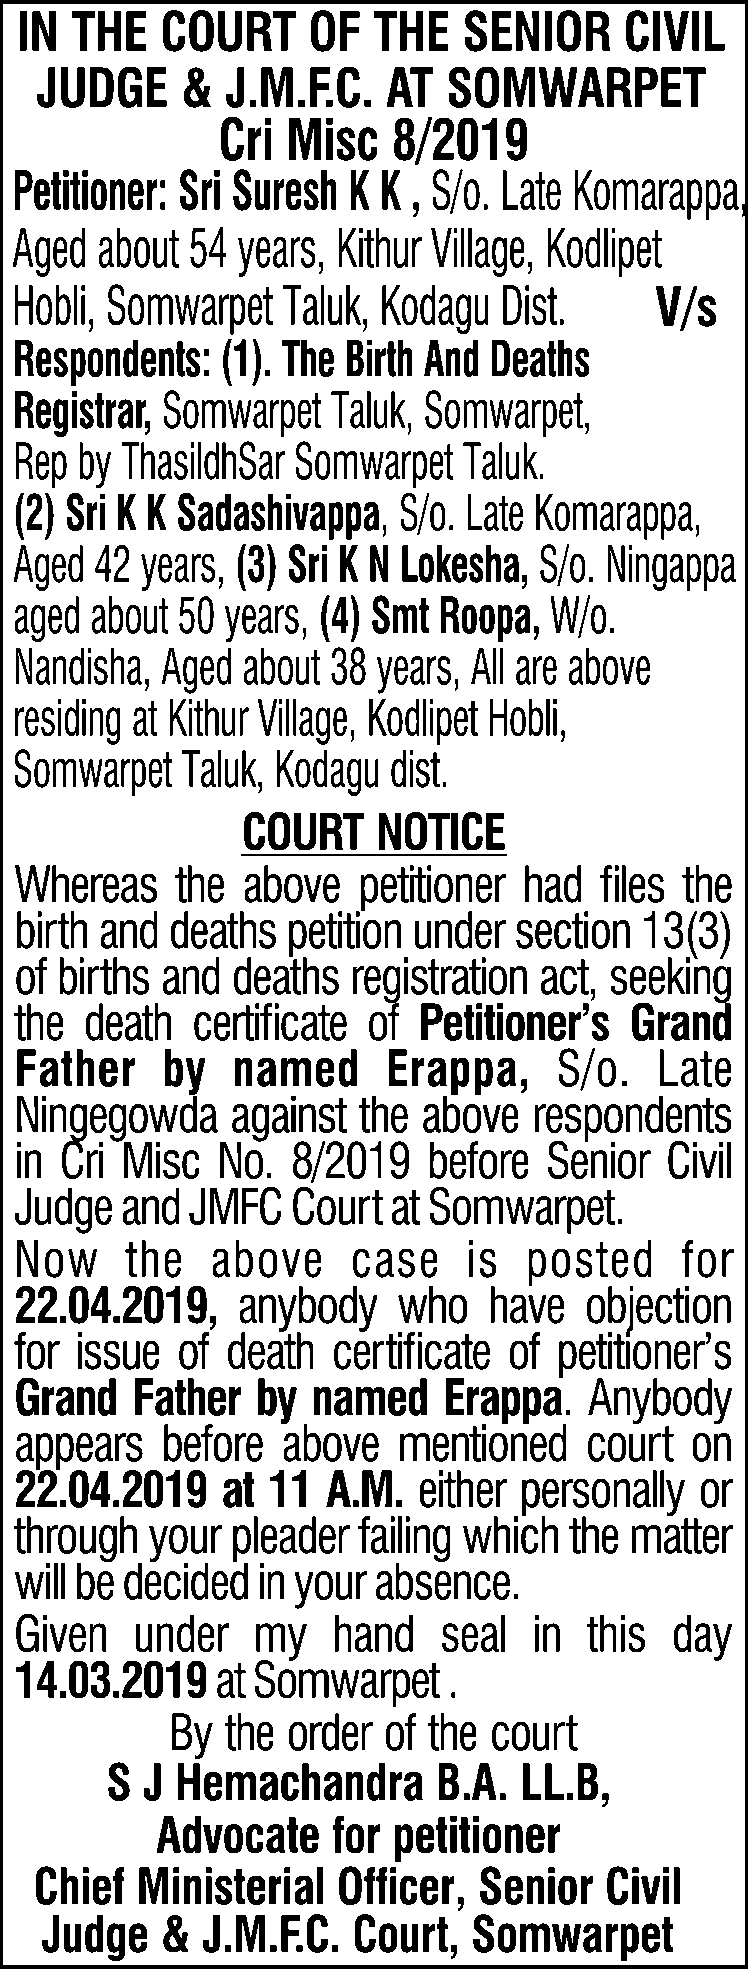 IN THE COURT OF THE SENIOR CIVIL
JUDGE & J.M.F.C. AT SOMWARPET
Cri Misc 8/2019
Petitioner: Sri Suresh K K , S/o. Late Komarappa,
Aged about 54 years, Kithur Village, Kodlipet
Hobli, Somwarpet Taluk, Kodagu Dist. V/s
Respondents: (1). The Birth And Deaths
Registrar, Somwarpet Taluk, Somwarpet,
Rep by ThasildhSar Somwarpet Taluk.
(2) Sri K K Sadashivappa, S/o. Late Komarappa,
Aged 42 years, (3) Sri K N Lokesha, S/o. Ningappa
aged about 50 years, (4) Smt Roopa, W/o.
Nandisha, Aged about 38 years, All are above
residing at Kithur Village, Kodlipet Hobli,
Somwarpet Taluk, Kodagu dist.
COURT NOTICE
Whereas the above petitioner had files the
birth and deaths petition under section 13(3)
of births and deaths registration act, seeking
the death certificate of Petitioner's Grand
Father by named Erappa, S/o. Late
Ningegowda against the above respondents
in Cri Misc No. 8/2019 before Senior Civil
Judge and JMFC Court at Somwarpet.
Now the above case is posted for
22.04.2019, anybody who have objection
for issue of death certificate of petitioner's
Grand Father by named Erappa. Anybody
appears before above mentioned court on
22.04.2019 at 11 A.M. either personally or
through your pleader failing which the matter
will be decided in your absence.
Given under my hand seal in this day
14.03.2019 at Somwarpet .
By the order of the court
S J Hemachandra B.A. LL.B,
Advocate for petitioner
Chief Ministerial Officer, Senior Civil
Judge & J.M.F.C. Court, Somwarpet